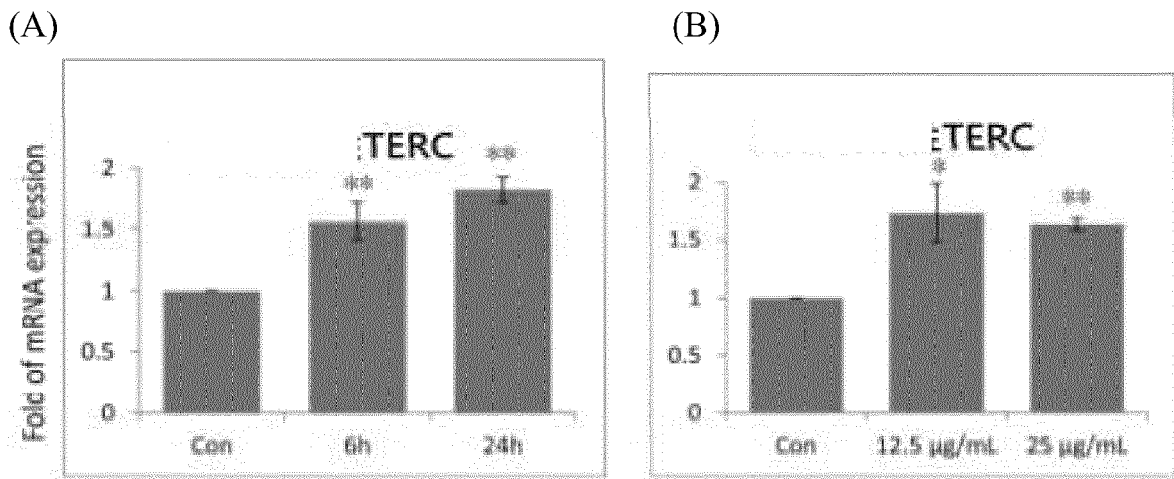 (A)
(B)
TERC
Fold of mRNA expression
2
1.5
1
0.5
0
**
**
Con
6h
24h
TERC
2
1.5
1
0.5
0
*
**
Con
12.5 µg/mL
25 µg/mL